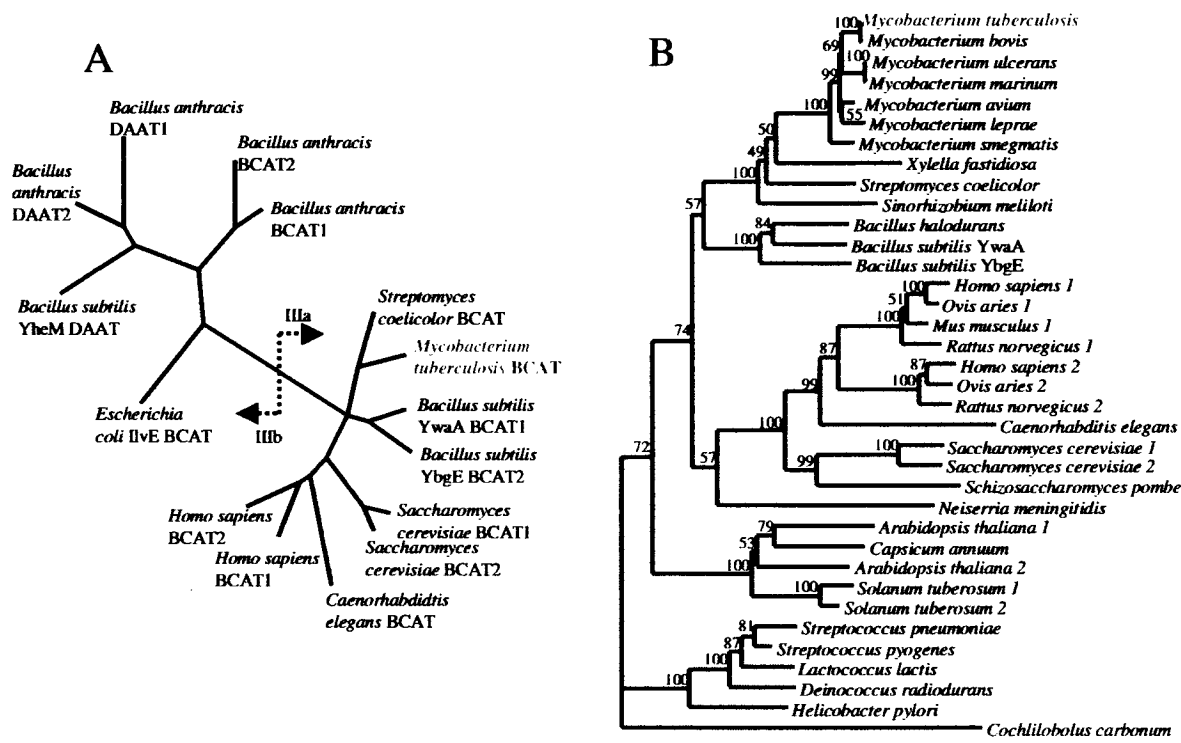 A
Bacillus anthracis
DAAT1
Bacillus anthracis
BCAT2
Bacillus
anthracis
DAAT2
Bacillus anthracis
BCAT1
Bacillus subtilis
YheM DAAT
IIIa
Streptomyces
coelicolor BCAT
Mycobacterium
tuberculosis BCAT
Escherichia
coli IlvE BCAT
IIIb
Bacillus subtilis
YwaA BCAT1
Bacillus subtilis
YbgE BCAT2
Homo sapiens
BCAT2
Homo sapiens
BCAT1
Saccharomyces
cerevisiae BCAT1
Saccharomyces
cerevisiae BCAT2
Caenorhabdidtis
elegans BCAT
B
100
Mycobacterium tuberculosis
69
Mycobacterium bovis
100
Mycobacterium ulcerans
99
Mycobacterium marinum
100
Mycobacterium avium
55
Mycobacterium leprae
50
Mycobacterium smegmatis
49
Xylella fastidiosa
100
Streptomyces coelicolor
57
Sinorhizobium meliloti
84
Bacillus halodurans
100
Bacillus subtilis YwaA
Bacillus subtilis YbgE
100
Homo sapiens 1
51
Ovis aries 1
100
Mus musculus 1
74
Rattus norvegicus 1
87
87
Homo sapiens 2
99
100
Ovis aries 2
Rattus norvegicus 2
100
Caenorhabditis elegans
100
Saccharomyces cerevisiae 1
72
57
99
Saccharomyces cerevisiae 2
Schizosaccharomyces pombe
Neiserria meningitidis
79
Arabidopsis thaliana 1
53
Capsicum annuum
100
Arabidopsis thaliana 2
100
Solanum tuberosum 1
Solanum tuberosum 2
81
Streptococcus pneumoniae
87
Streptococcus pyogenes
100
Lactococcus lactis
100
Deinococcus radiodurans
Helicobacter pylori
Cochlilobolus carbonum